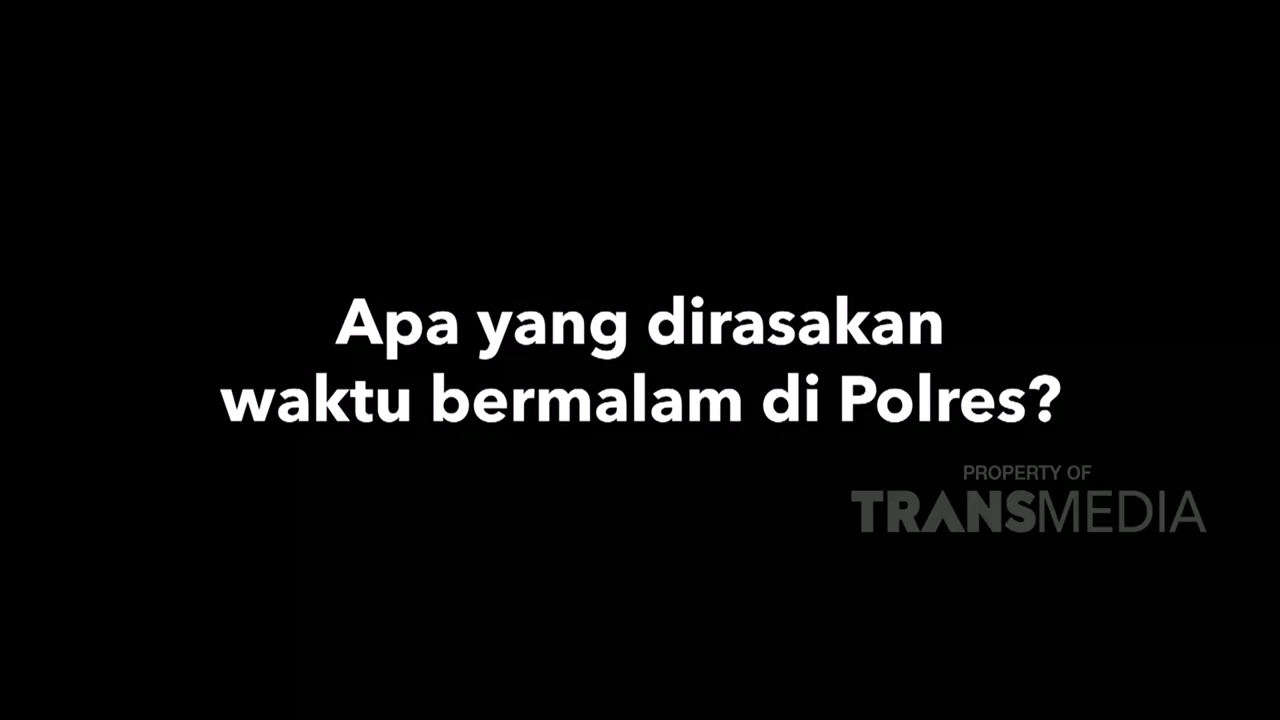 Apa yang dirasakan
waktu bermalam di Polres?
PROPERTY OF
TRANSMEDIA